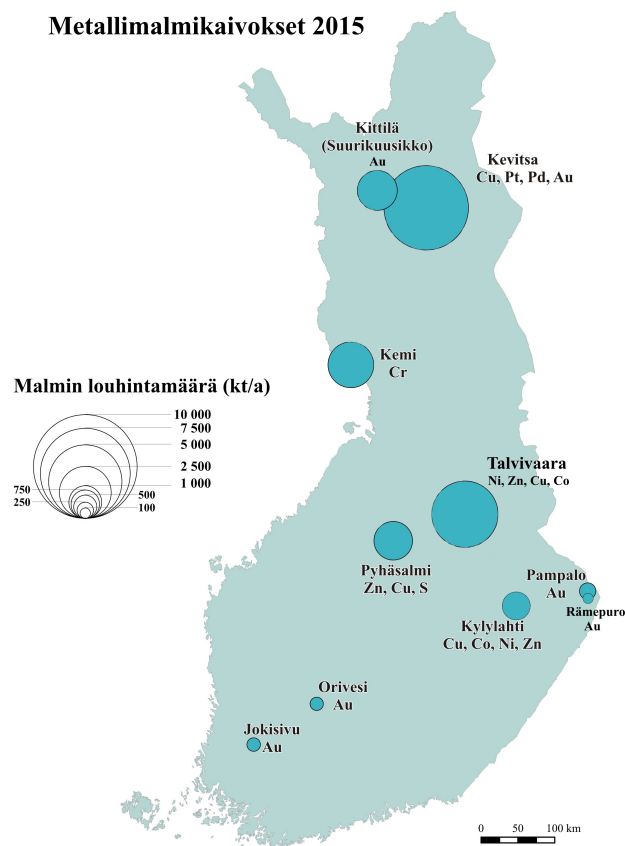 Metallimalmikaivokset 2015
Kittilä
(Suurikuusikko)
Au
Kevitsa
Cu, Pt, Pd, Au
Kemi
Cr
Malmin louhintamäärä (kt/a)
10 000
7 500
5 000
2 500
1 000
750
500
250
100
Talvivaara
Ni, Zn, Cu, Co
Pyhäsalmi
Zn, Cu, S
Pampalo
Au
Rämepuro
Au
Kylylahti
Cu, Co, Ni, Zn
Orivesi
Au
Jokisivu
Au
0 50 100 km